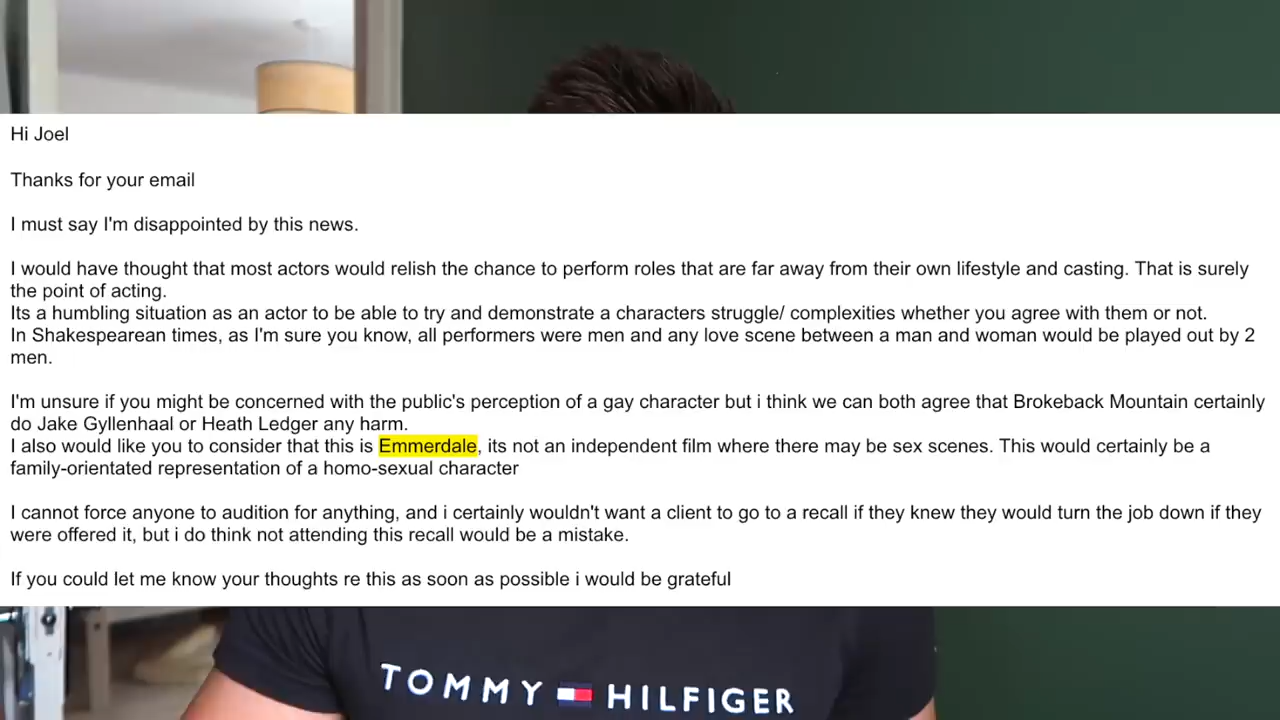 Hi Joel
Thanks for your email
I must say I'm disappointed by this news.
I would have thought that most actors would relish the chance to perform roles that are far away from their own lifestyle and casting. That is surely
the point of acting.
Its a humbling situation as an actor to be able to try and demonstrate a characters struggle/ complexities whether you agree with them or not.
In Shakespearean times, as I'm sure you know, all performers were men and any love scene between a man and woman would be played out by 2
men.
I'm unsure if you might be concerned with the public's perception of a gay character but i think we can both agree that Brokeback Mountain certainly
do Jake Gyllenhaal or Heath Ledger any harm.
I also would like you to consider that this is Emmerdale, its not an independent film where there may be sex scenes. This would certainly be a
family-orientated representation of a homo-sexual character
I cannot force anyone to audition for anything, and i certainly wouldn't want a client to go to a recall if they knew they would turn the job down if they
were offered it, but i do think not attending this recall would be a mistake.
If you could let me know your thoughts re this as soon as possible i would be grateful
TOMMY HILFIGER